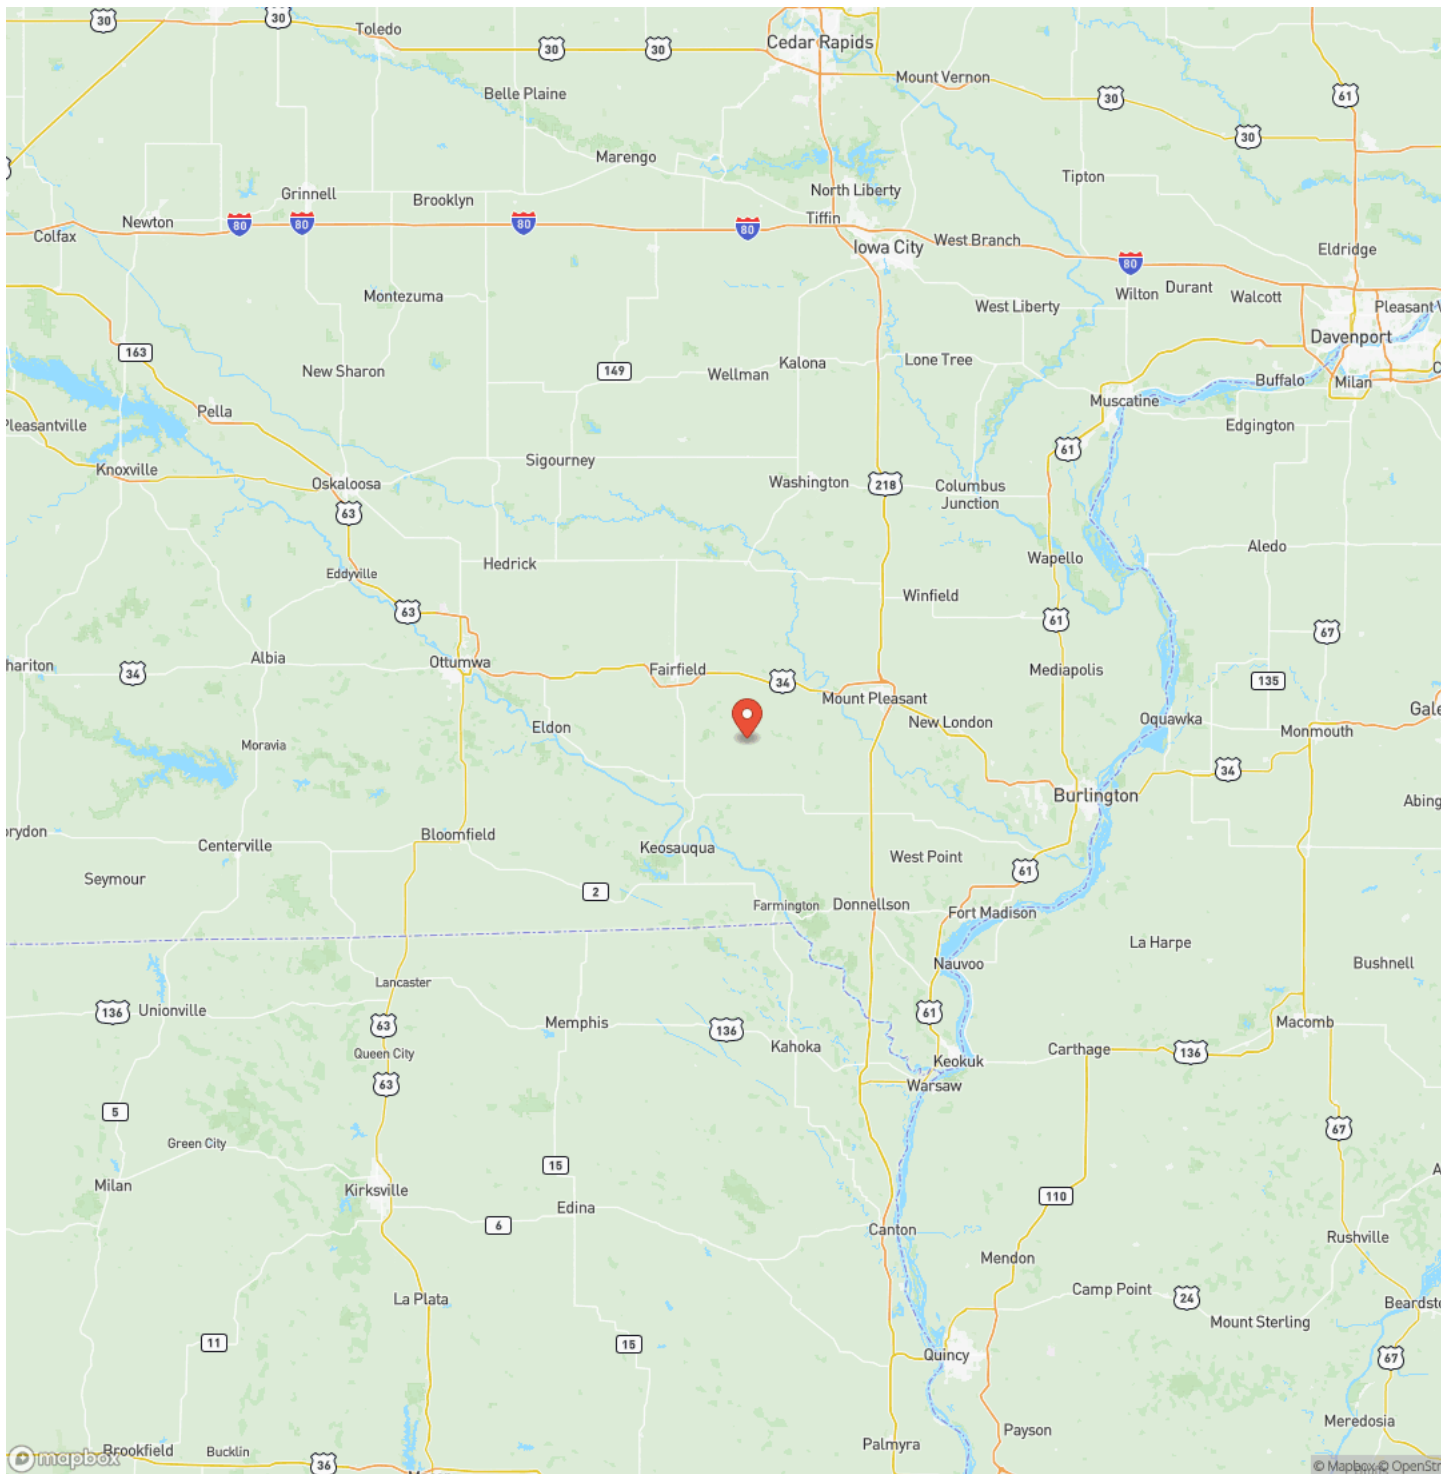 30
30
Toledo
30
30
Cedar Rapids
Mount Vernon
Belle Plaine
30
61
30
Marengo
Tipton
Grinnell
Brooklyn
North Liberty
Newton
80
80
80
80
Tiffin
Colfax
Iowa City
West Branch
Eldridge
80
Montezuma
West Liberty
Wilton
Durant
Walcott
Pleasant V
163
Davenport
New Sharon
149
Wellman
Kalona
Lone Tree
Buffalo
Milan
Pella
Muscatine
Pleasantville
Edgington
61
Knoxville
Sigourney
Oskaloosa
Washington
218
Columbus
Junction
63
Aledo
Eddyville
Hedrick
Wapello
63
Winfield
61
67
hariton
34
Albia
Ottumwa
Fairfield
34
Mediapolis
135
Mount Pleasant
Gale
Eldon
New London
Oquawka
Monmouth
Moravia
34
Burlington
Abing
orydon
Centerville
Bloomfield
Keosauqua
West Point
61
Seymour
2
Farmington
Donnellson
Fort Madison
La Harpe
Nauvoo
Bushnell
Lancaster
136
Unionville
63
Memphis
136
61
Macomb
Queen City
Kahoka
Keokuk
Carthage
136
63
Warsaw
5
67
Green City
15
Milan
Kirksville
110
Edina
6
Canton
Rushville
Mendon
La Plata
Camp Point
24
Beardst
Mount Sterling
11
15
Quincy
67
Meredosia
Payson
Brookfield
Bucklin
36
Palmyra
mapbox
© Mapbox © OpenStr